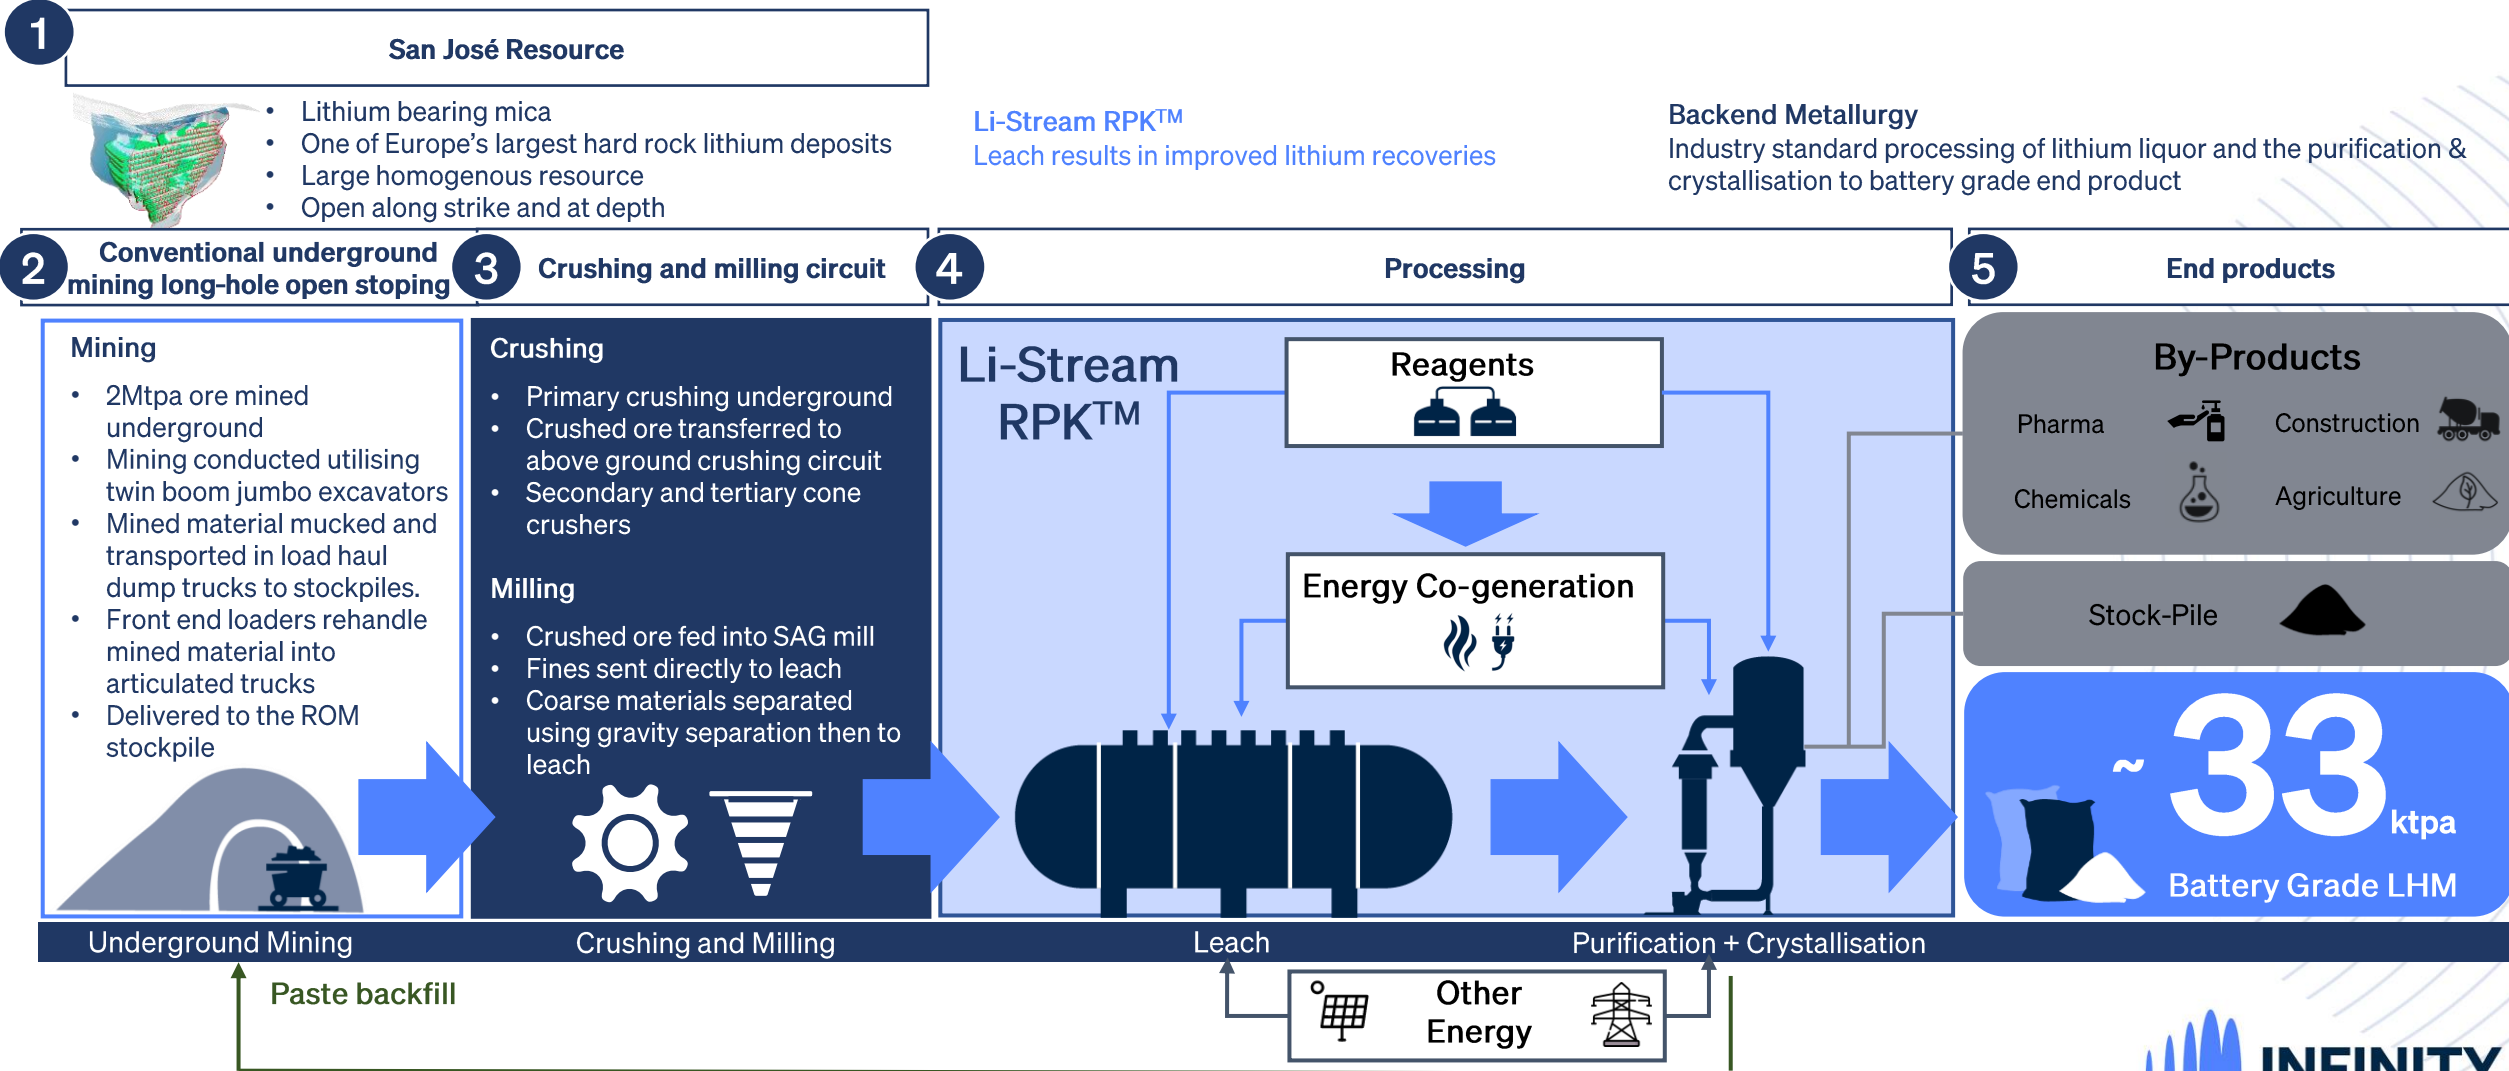 1
San José Resource
• Lithium bearing mica
• One of Europe's largest hard rock lithium deposits
• Large homogenous resource
• Open along strike and at depth
Li-Stream RPK™
Leach results in improved lithium recoveries
Backend Metallurgy
Industry standard processing of lithium liquor and the purification &
crystallisation to battery grade end product
2
Conventional underground
mining long-hole open stoping
3
Crushing and milling circuit
4
Processing
5
End products
Mining
• 2Mtpa ore mined
underground
• Mining conducted utilising
twin boom jumbo excavators
• Mined material mucked and
transported in load haul
dump trucks to stockpiles.
• Front end loaders rehandle
mined material into
articulated trucks
• Delivered to the ROM
stockpile
Crushing
• Primary crushing underground
• Crushed ore transferred to
above ground crushing circuit
• Secondary and tertiary cone
crushers
Milling
• Crushed ore fed into SAG mill
• Fines sent directly to leach
• Coarse materials separated
using gravity separation then to
leach
Li-Stream
RPK™
Reagents
Energy Co-generation
By-Products
Pharma
Construction
Chemicals
Agriculture
Stock-Pile
~ 33 ktpa
Battery Grade LHM
Underground Mining
Crushing and Milling
Leach
Purification + Crystallisation
Paste backfill
Other
Energy
INFINITY